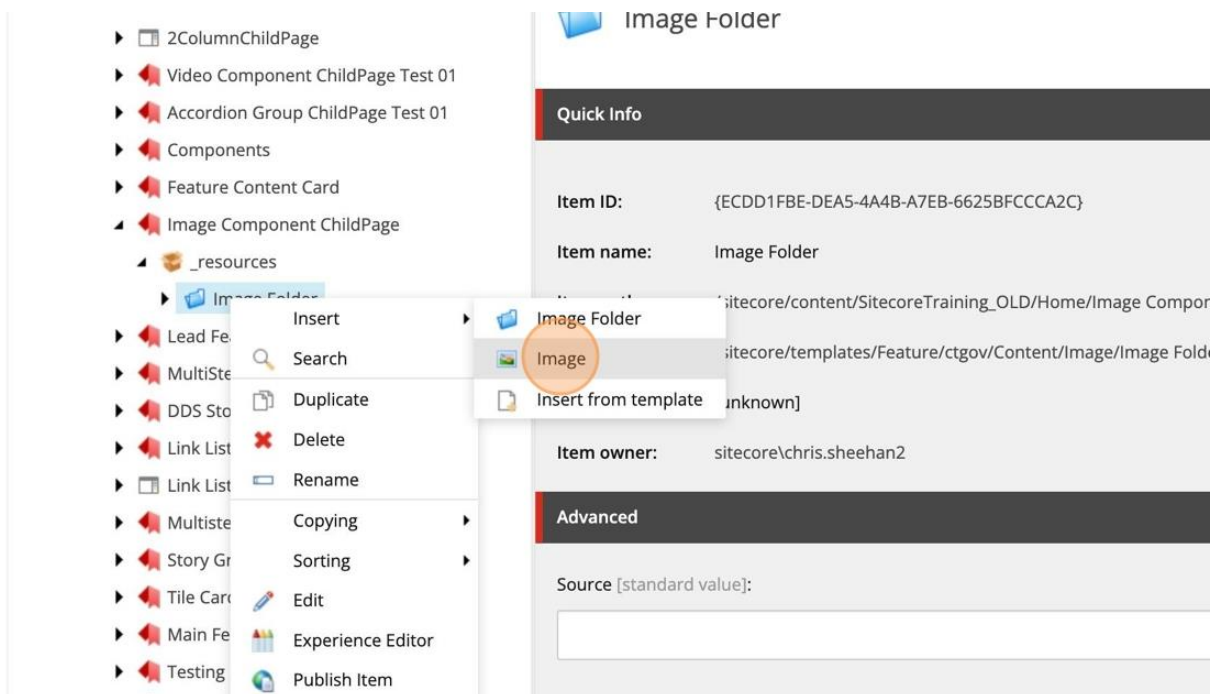 Image Folder
2ColumnChildPage
Video Component ChildPage Test 01
Accordion Group ChildPage Test 01
Components
Feature Content Card
Image Component ChildPage
_resources
Lead
MultiSte
DDS Sto
Link List
Link List
Multiste
Story Gr
Tile Card
Main Fe
Testing
Insert
Search
Duplicate
Delete
Rename
Copying
Sorting
Edit
Experience Editor
Publish Item
Image Folder
Image
Insert from template
Quick Info
Item ID: {ECDD1FBE-DEA5-4A4B-A7EB-6625BFCCCA2C}
Item name: Image Folder
/sitecore/content/SitecoreTraining_OLD/Home/Image Compor
sitecore/templates/Feature/ctgov/Content/Image/Image Folde
unknown]
Item owner: sitecore\chris.sheehan2
Advanced
Source [standard value]: